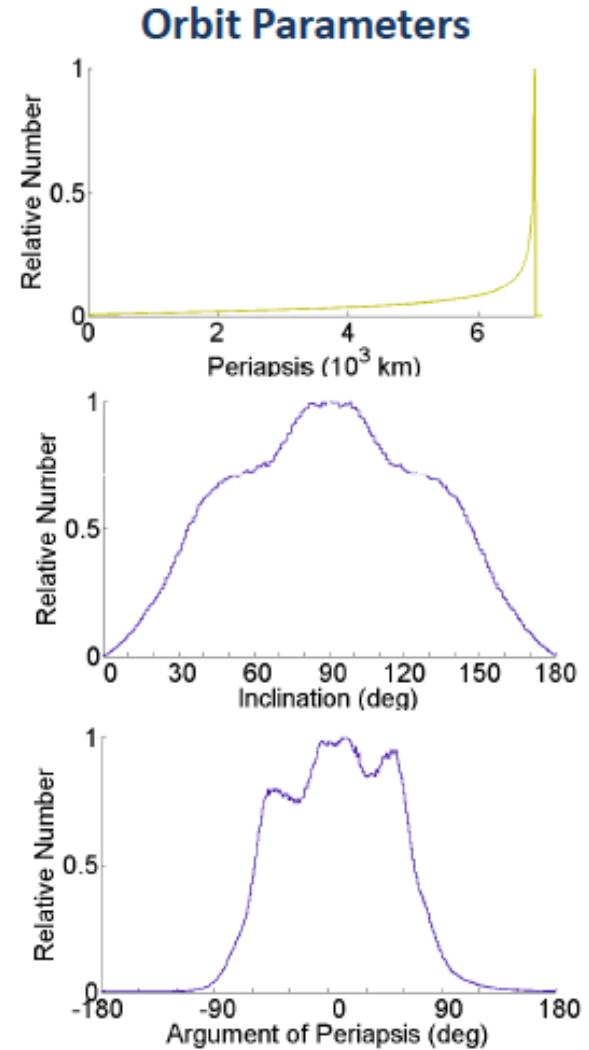 Orbit Parameters
1
Relative Number
0.5
0
0 2 4 6
Periapsis (10³ km)
1
Relative Number
0.5
0
0 30 60 90 120 150 180
Inclination (deg)
1
Relative Number
0.5
0
-180 -90 0 90 180
Argument of Periapsis (deg)